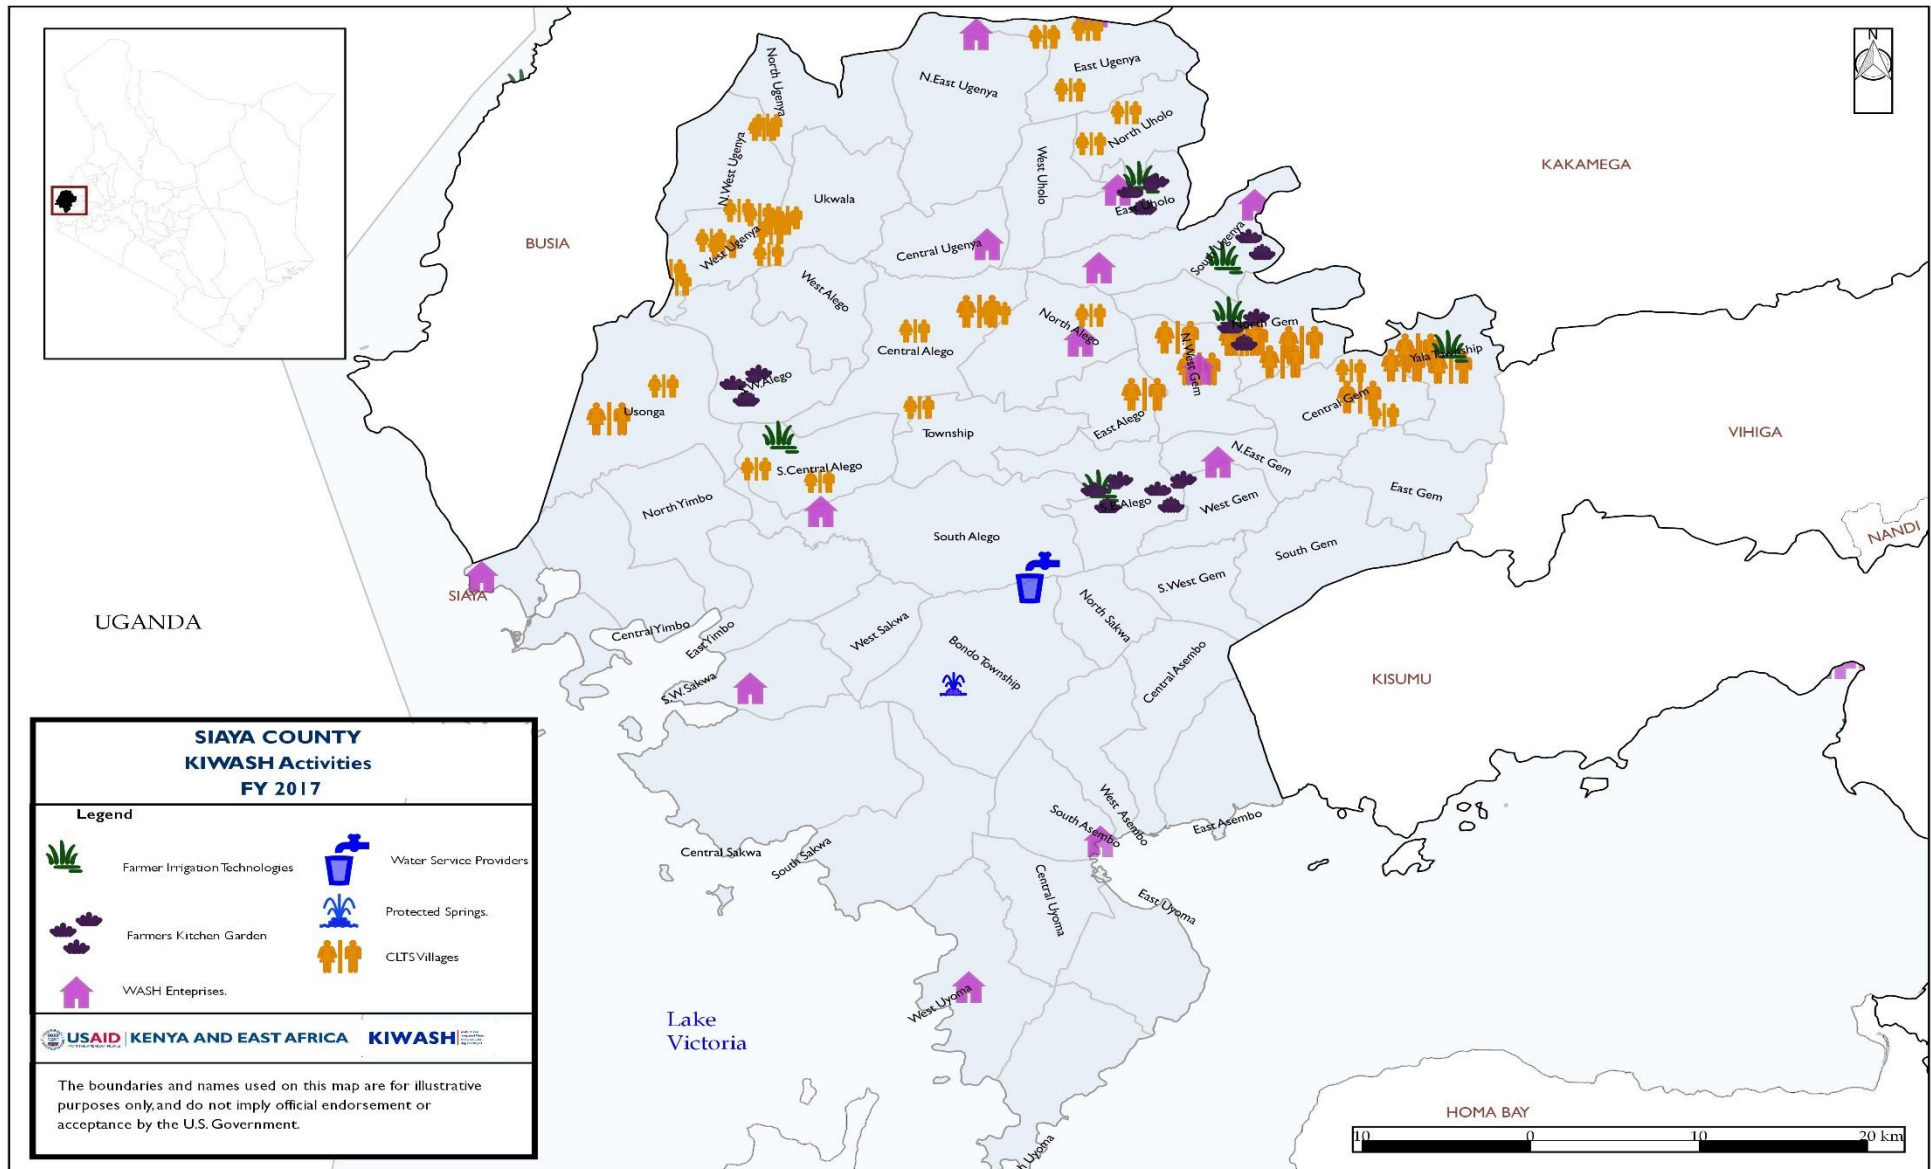 N
North Ugenya
N.East Ugenya
East Ugenya
North Uholo
KAKAMEGA
N.West Ugenya
West Uholo
Ukwala
East Uholo
BUSIA
West Ugenya
Central Ugenya
South Ugenya
West Alego
North Alego
North Gem
Central Alego
N.West Gem
Yala Township
S.W.Alego
Usonga
Central Gem
Township
East Alego
VIHIGA
S.Central Alego
N.East Gem
North Yimbo
S.E.Alego
West Gem
East Gem
South Alego
NANDI
South Gem
S.West Gem
SIAYA
UGANDA
Central Yimbo
East Yimbo
West Sakwa
North Sakwa
Bondo Township
Central Asembo
KISUMU
S.W.Sakwa
SIAYA COUNTY
KIWASH Activities
FY 2017
Legend
Farmer Irrigation Technologies
Water Service Providers
Protected Springs.
Farmers Kitchen Garden
CLTS Villages
WASH Enteprises.
USAID
KENYA AND EAST AFRICA
KIWASH
The boundaries and names used on this map are for illustrative
purposes only, and do not imply official endorsement or
acceptance by the U.S. Government.
West Asembo
South Asembo
East Asembo
Central Sakwa
South Sakwa
Central Uyoma
East Uyoma
West Uyoma
Lake
Victoria
Uyoma
HOMA BAY
10 0 10 20 km